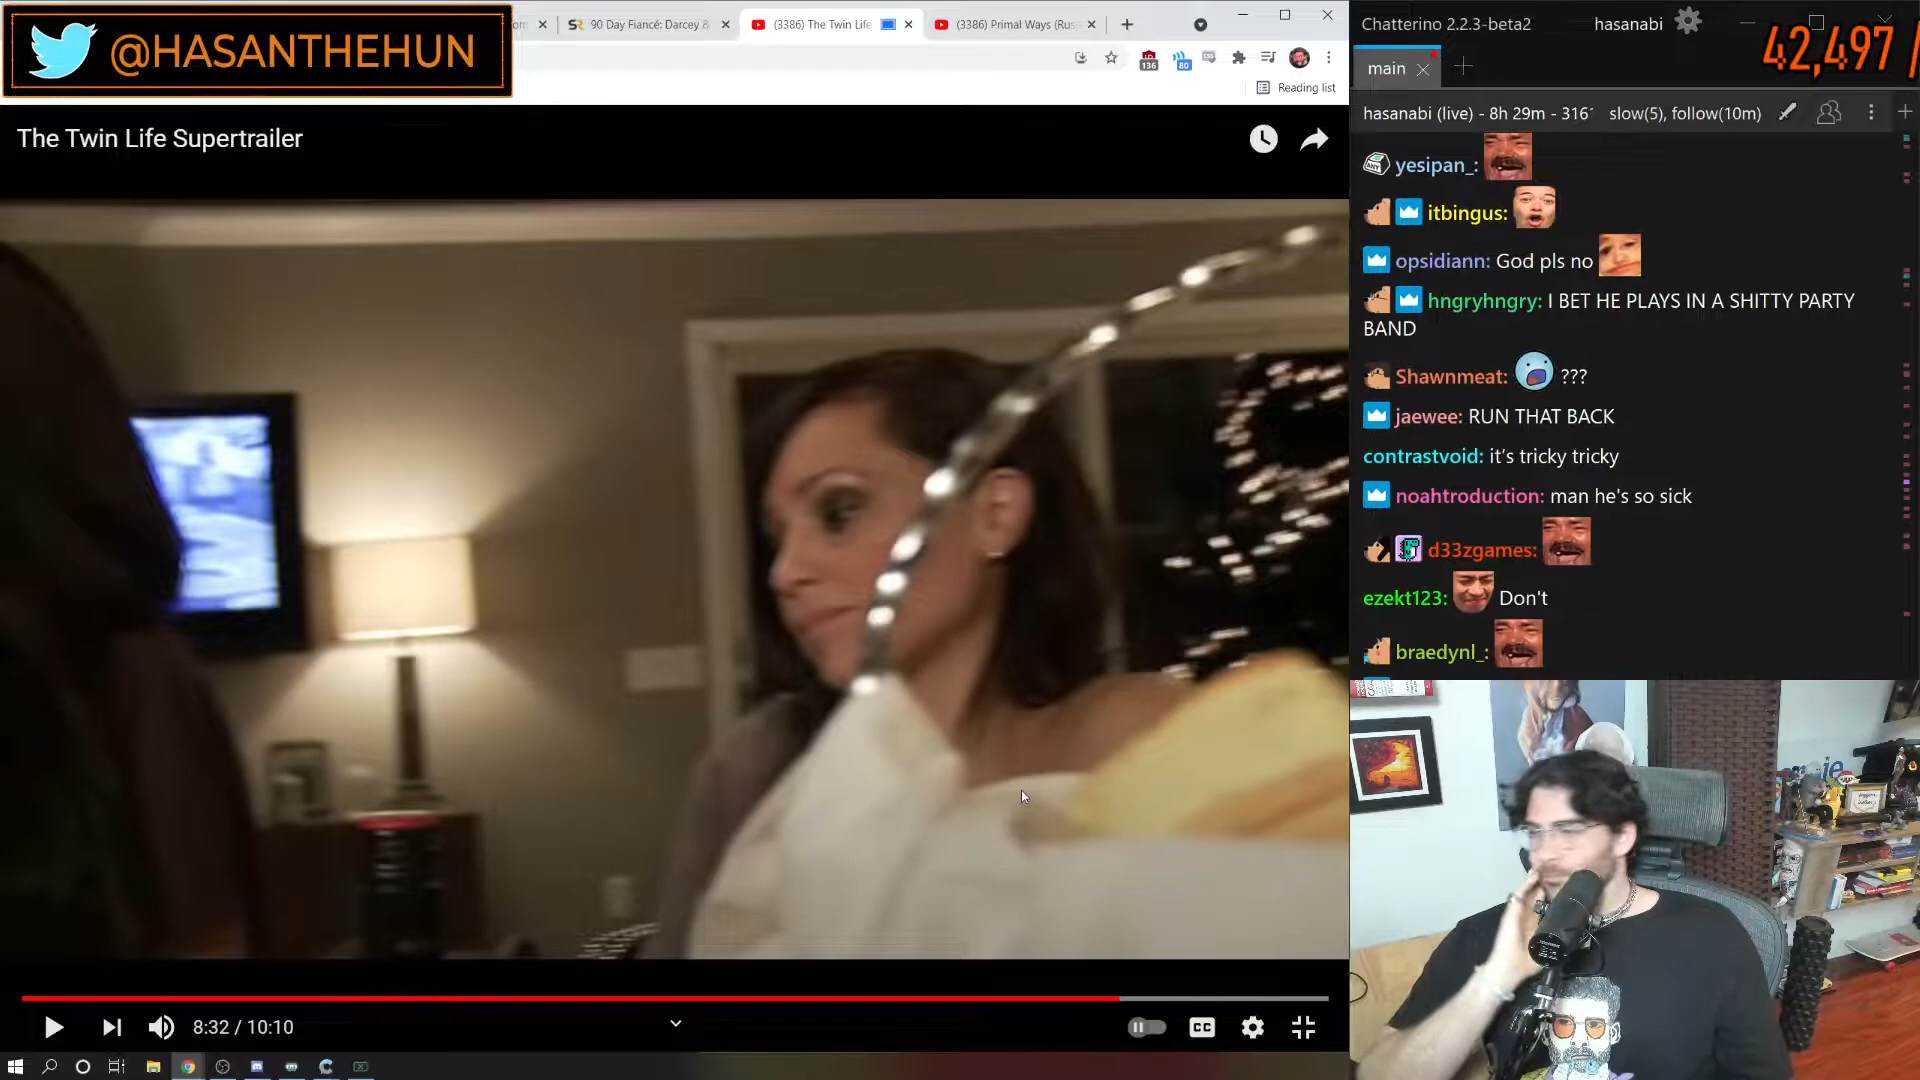 @HASANTHEHUN
90 Day Fiancé: Darcey &
(3386) The Twin Life
(3386) Primal Ways (Rus
136
80
Reading list
The Twin Life Supertrailer
8:32 / 10:10
CC
Chatterino 2.2.3-beta2
hasanabi
42,497 /
main
hasanabi (live) - 8h 29m - 316
slow(5), follow(10m)
yesipan_:
itbingus:
opsidiann: God pls no
hngryhngry: I BET HE PLAYS IN A SHITTY PARTY
BAND
Shawnmeat: ???
jaewee: RUN THAT BACK
contrastvoid: it's tricky tricky
noahtroduction: man he's so sick
d33zgames:
ezekt123: Don't
braedynl_: